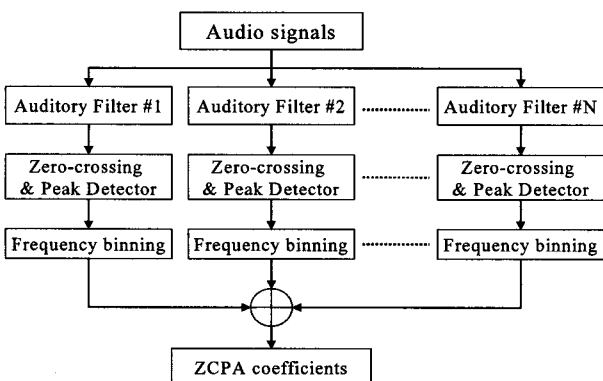 Audio signals
Auditory Filter #1
Auditory Filter #2
Auditory Filter #N
Zero-crossing
& Peak Detector
Zero-crossing
& Peak Detector
Zero-crossing
& Peak Detector
Frequency binning
Frequency binning
Frequency binning
ZCPA coefficients